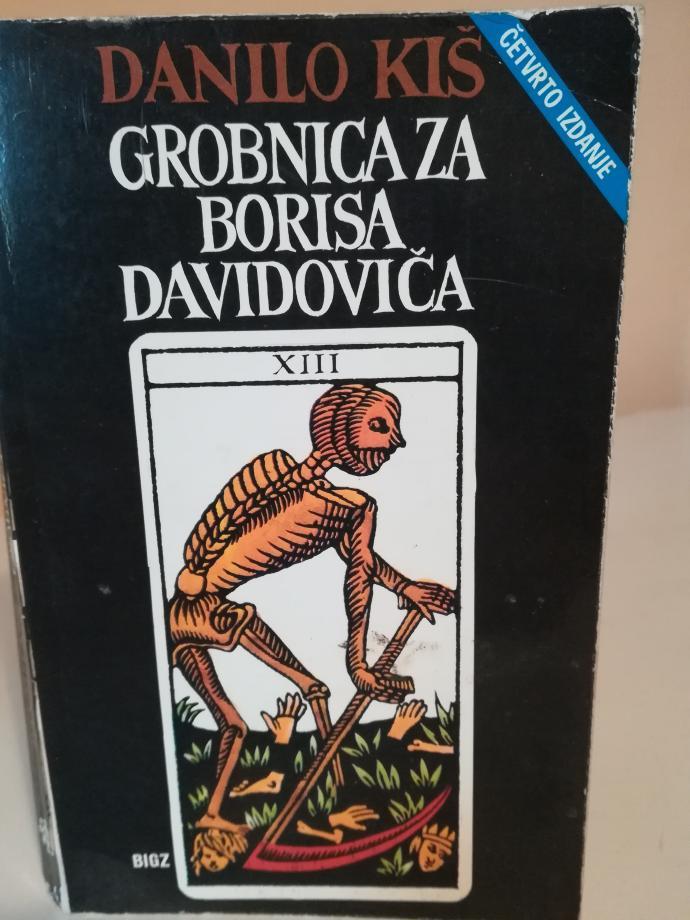 DANILO KIŠ
ČETVRTO IZDANJE
GROBNICA ZA
BORISA
DAVIDOVIČA
XIII
BIGZ